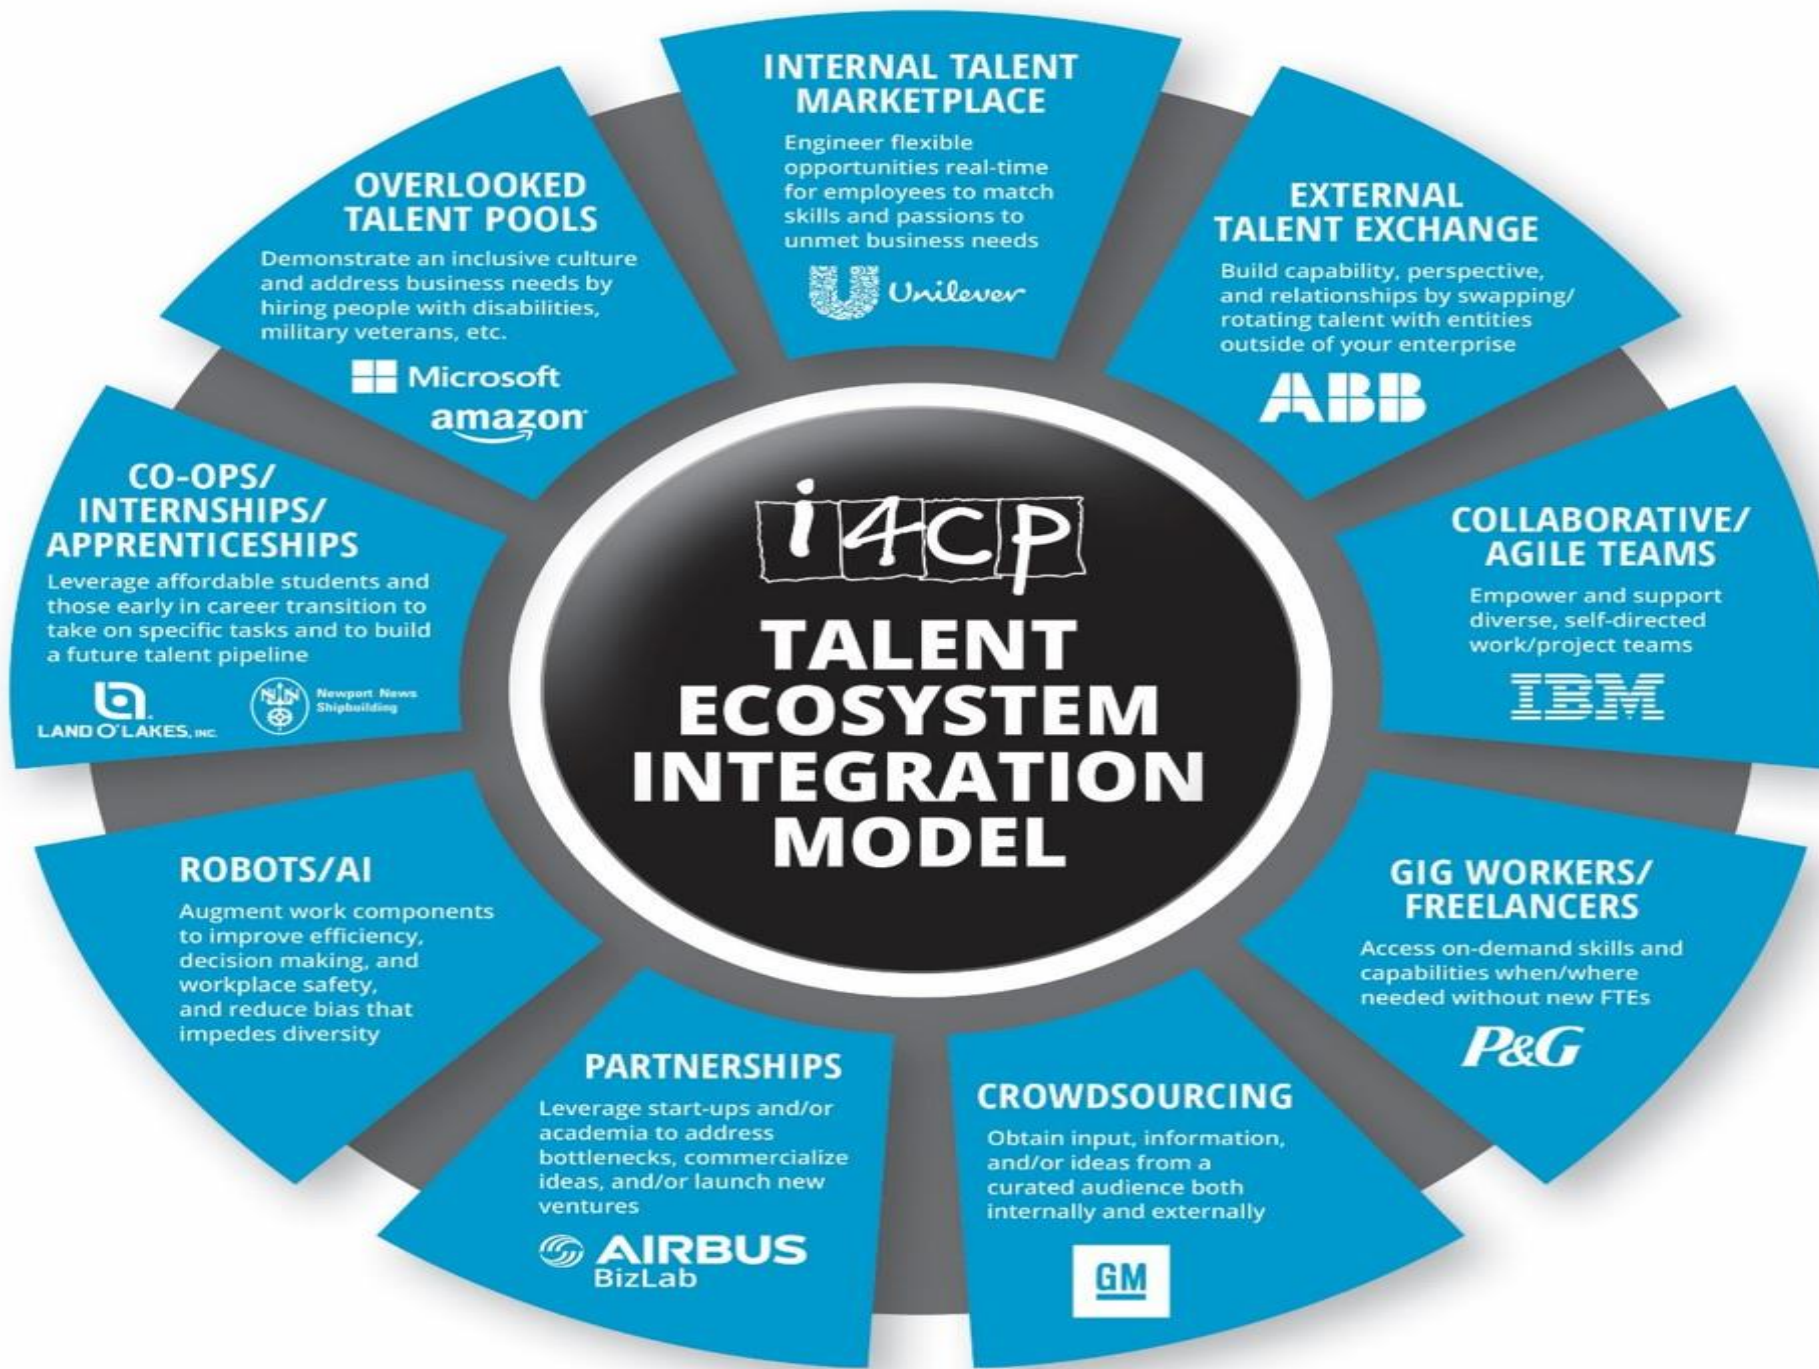 INTERNAL TALENT
MARKETPLACE
Engineer flexible
opportunities real-time
for employees to match
skills and passions to
unmet business needs
Unilever
EXTERNAL
TALENT EXCHANGE
Build capability, perspective,
and relationships by swapping/
rotating talent with entities
outside of your enterprise
ABB
COLLABORATIVE/
AGILE TEAMS
Empower and support
diverse, self-directed
work/project teams
IBM
GIG WORKERS/
FREELANCERS
Access on-demand skills and
capabilities when/where
needed without new FTEs
P&G
CROWDSOURCING
Obtain input, information,
and/or ideas from a
curated audience both
internally and externally
GM
PARTNERSHIPS
Leverage start-ups and/or
academia to address
bottlenecks, commercialize
ideas, and/or launch new
ventures
AIRBUS
BizLab
ROBOTS/AI
Augment work components
to improve efficiency,
decision making, and
workplace safety,
and reduce bias that
impedes diversity
CO-OPS/
INTERNSHIPS/
APPRENTICESHIPS
Leverage affordable students and
those early in career transition to
take on specific tasks and to build
a future talent pipeline
LAND O'LAKES, INC.
NNS
Newport News
Shipbuilding
OVERLOOKED
TALENT POOLS
Demonstrate an inclusive culture
and address business needs by
hiring people with disabilities,
military veterans, etc.
Microsoft
amazon
i4cp
TALENT
ECOSYSTEM
INTEGRATION
MODEL